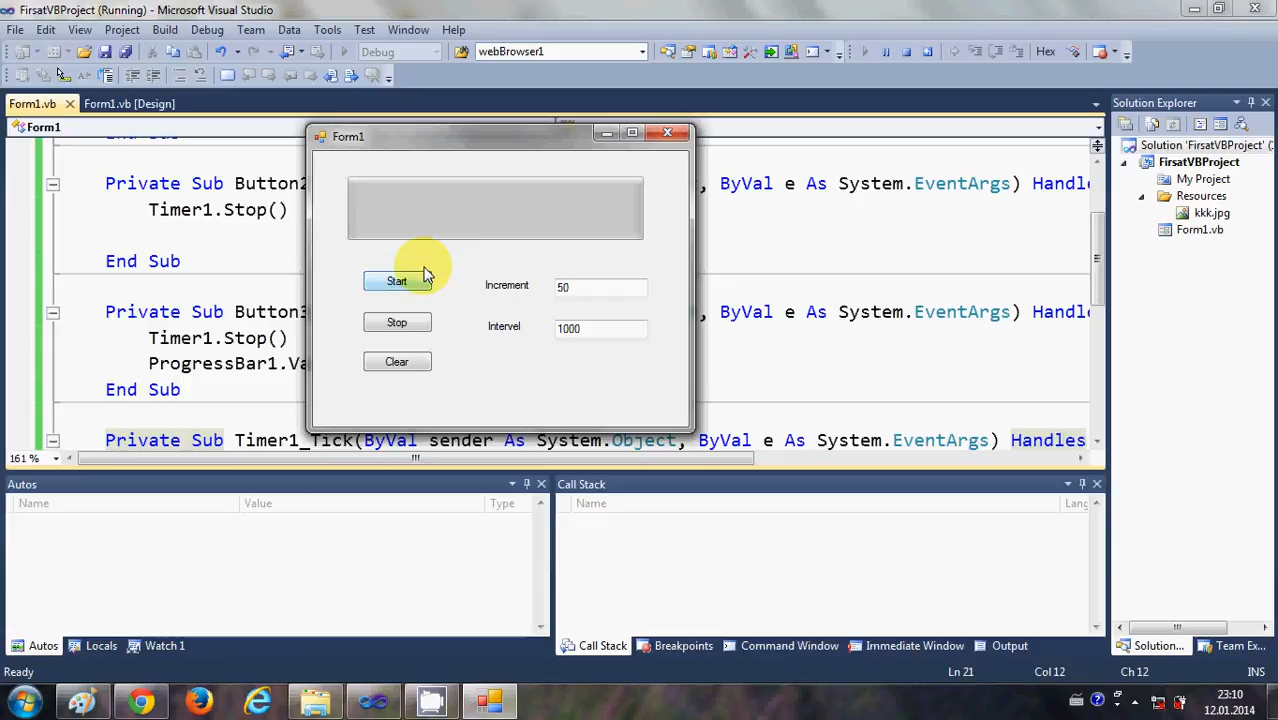 FirsatVBProject (Running) - Microsoft Visual Studio
File Edit View Project Build Debug Team Data Tools Test Window Help
Debug webBrowser1 Hex
Form1.vb Form1.vb [Design] Solution Explorer
Form1
Form1
Private Sub Button2 , ByVal e As System.EventArgs) Handle
Timer1.Stop()
End Sub
Private Sub Button3 , ByVal e As System.EventArgs) Handle
Timer1.Stop()
ProgressBar1.Va
End Sub
Private Sub Timer1_Tick(ByVal sender As System.Object, ByVal e As System.EventArgs) Handles
Start
Stop
Clear
Increment 50
Intervel 1000
Solution 'FirsatVBProject' (
FirsatVBProject
My Project
Resources
kkk.jpg
Form1.vb
161 %
Autos
Name Value Type
Call Stack
Name Lang
Autos Locals Watch 1
Call Stack Breakpoints Command Window Immediate Window Output
Solution... Team Ex...
Ready Ln 21 Col 12 Ch 12 INS
23:10
12.01.2014